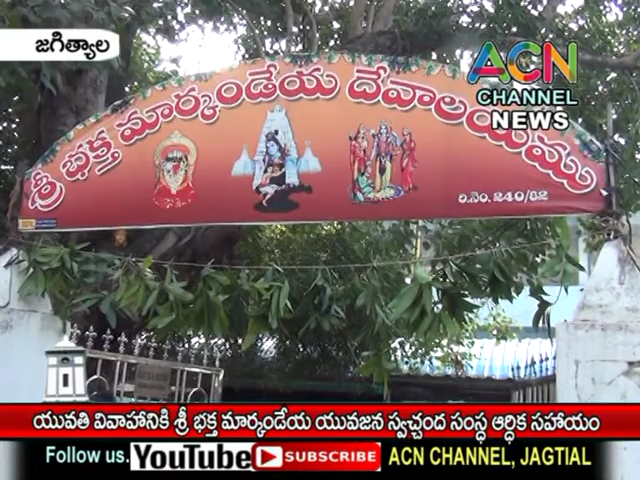 జగిత్యాల
ACN
CHANNEL
NEWS
శ్రీ భక్త మార్కండేయ దేవాలయము
రి.నెం. 240/82
యువతి వివాహానికి శ్రీ భక్త మార్కండేయ యువజన స్వచ్ఛంద సంస్థ ఆర్థిక సహాయం
Follow us. YouTube SUBSCRIBE ACN CHANNEL, JAGTIAL